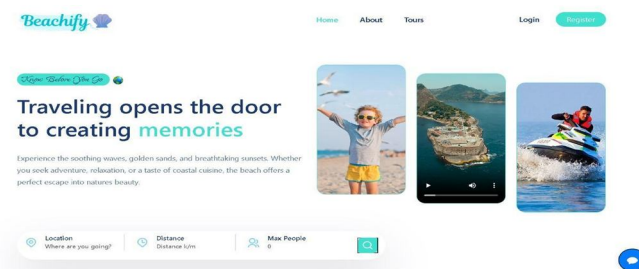 Beachify
Home About Tours Login Register
Know Before You Go
Traveling opens the door
to creating memories
Experience the soothing waves, golden sands, and breathtaking sunsets. Whether
you seek adventure, relaxation, or a taste of coastal cuisine, the beach offers a
perfect escape into natures beauty.
Location Distance Max People
Where are you going? Distance k/m 0